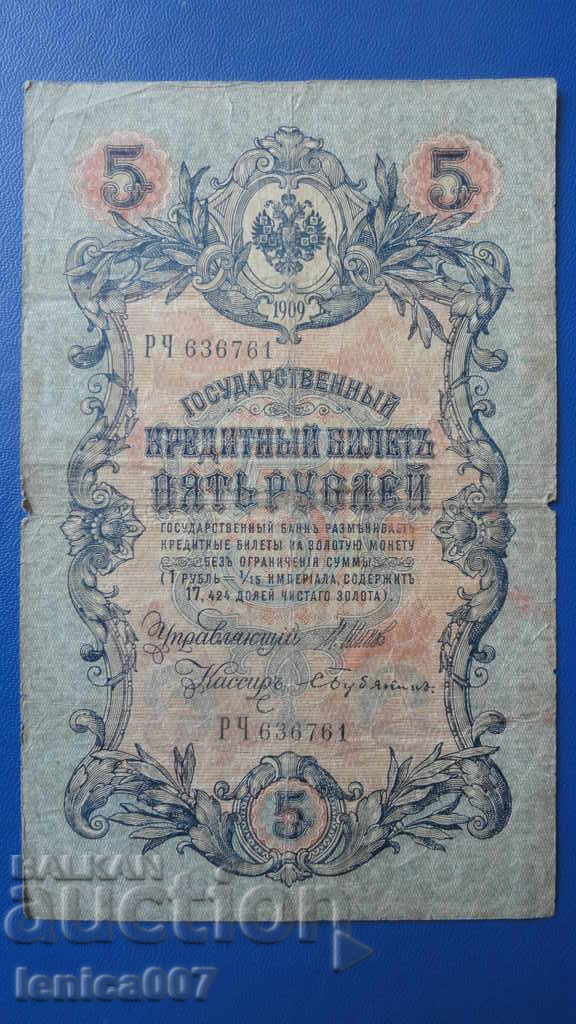 5 5
1909
РЧ 636761
ГОСУДАРСТВЕННЫЙ
КРЕДИТНЫЙ БИЛЕТЪ
ПЯТЬ РУБЛЕЙ
ГОСУДАРСТВЕННЫЙ БАНКЪ РАЗМѢНИВАЕТЪ
КРЕДИТНЫЕ БИЛЕТЫ НА ЗОЛОТУЮ МОНЕТУ
БЕЗЪ ОГРАНИЧЕНІЯ СУММЫ
(1 РУБЛЬ = 1/15 ИМПЕРІАЛА, СОДЕРЖИТЪ
17,424 ДОЛЕЙ ЧИСТАГО ЗОЛОТА).
Управляющій
Кассиръ
РЧ 636761
5
BALKAN
auction
lenica007